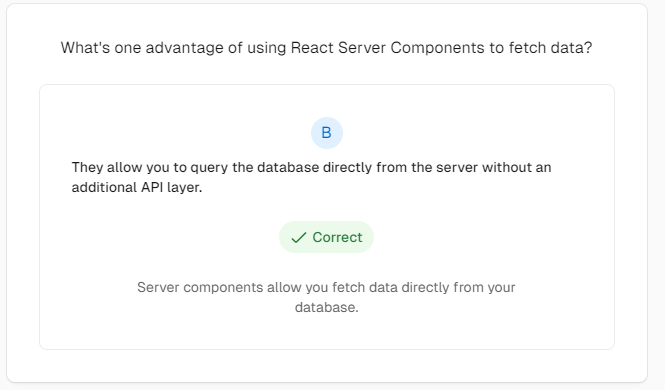 What's one advantage of using React Server Components to fetch data?
B
They allow you to query the database directly from the server without an
additional API layer.
Correct
Server components allow you fetch data directly from your
database.